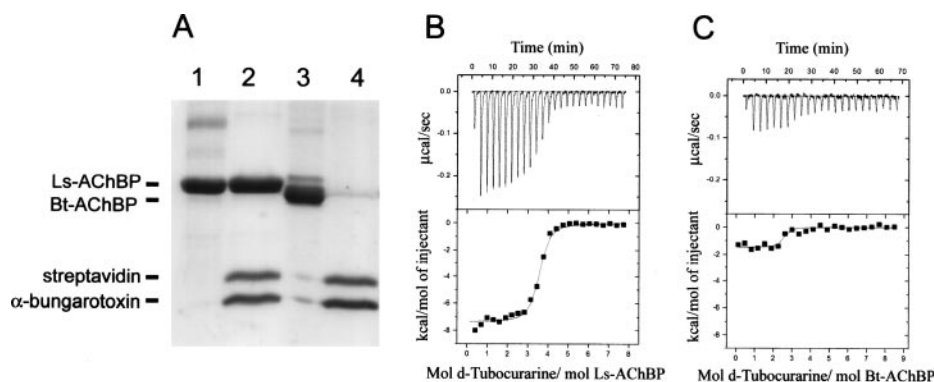 A
1 2 3 4
Ls-AChBP
Bt-AChBP
streptavidin
α-bungarotoxin
B
Time (min)
0 10 20 30 40 50 60 70 80
0.0
-0.1
-0.2
µcal/sec
0
-2
-4
-6
-8
kcal/mol of injectant
0 1 2 3 4 5 6 7 8
Mol d-Tubocurarine/ mol Ls-AChBP
C
Time (min)
0 10 20 30 40 50 60 70
0.0
-0.1
-0.2
µcal/sec
0
-2
-4
-6
-8
kcal/mol of injectant
0 1 2 3 4 5 6 7 8 9
Mol d-Tubocurarine/ mol Bt-AChBP